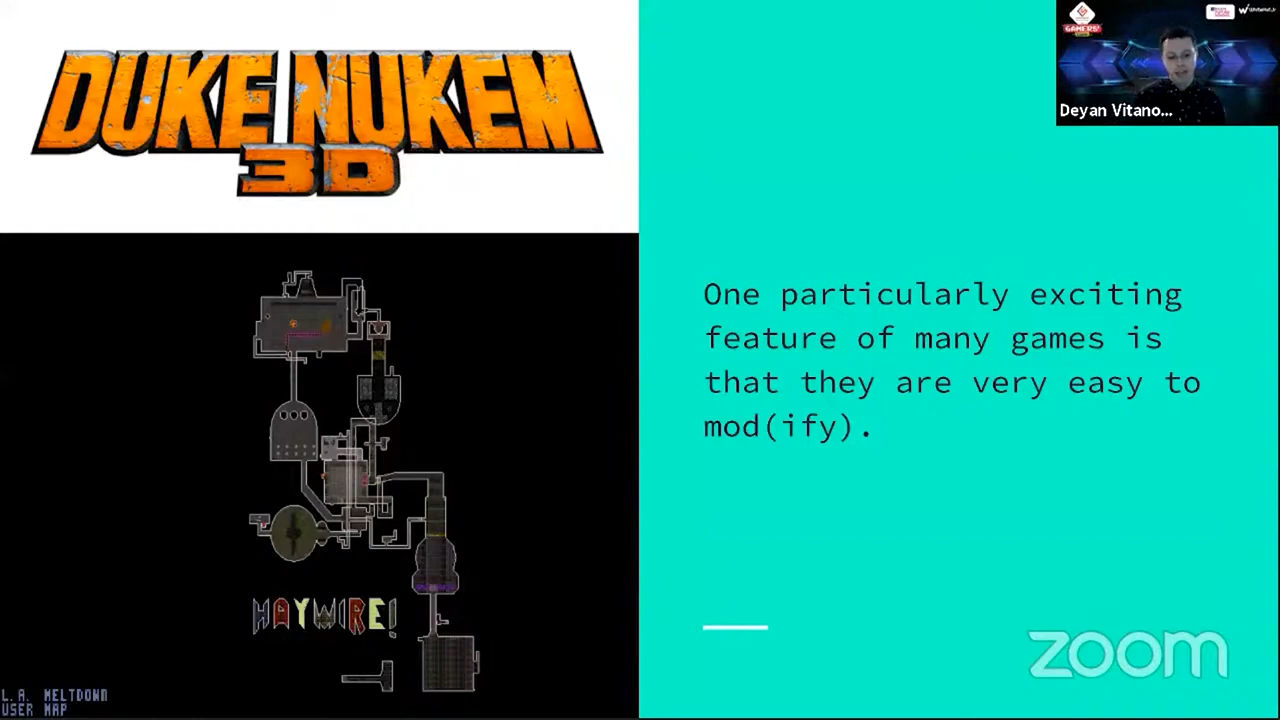 DUKE NUKEM
3D
GAMERS'
Deyan Vitano...
One particularly exciting
feature of many games is
that they are very easy to
mod(ify).
HAYWIRE!
L.A. MELTDOWN
USER MAP
zoom